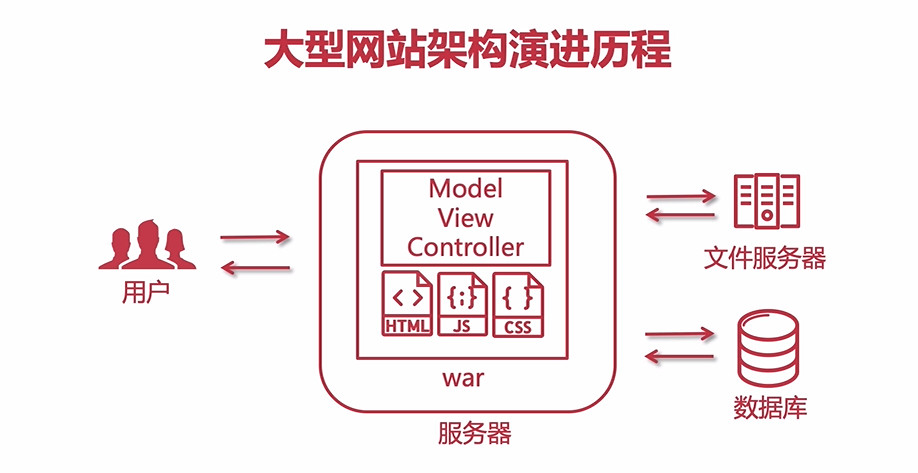 大型网站架构演进历程
Model
View
Controller
HTML
JS
CSS
war
服务器
用户
文件服务器
数据库